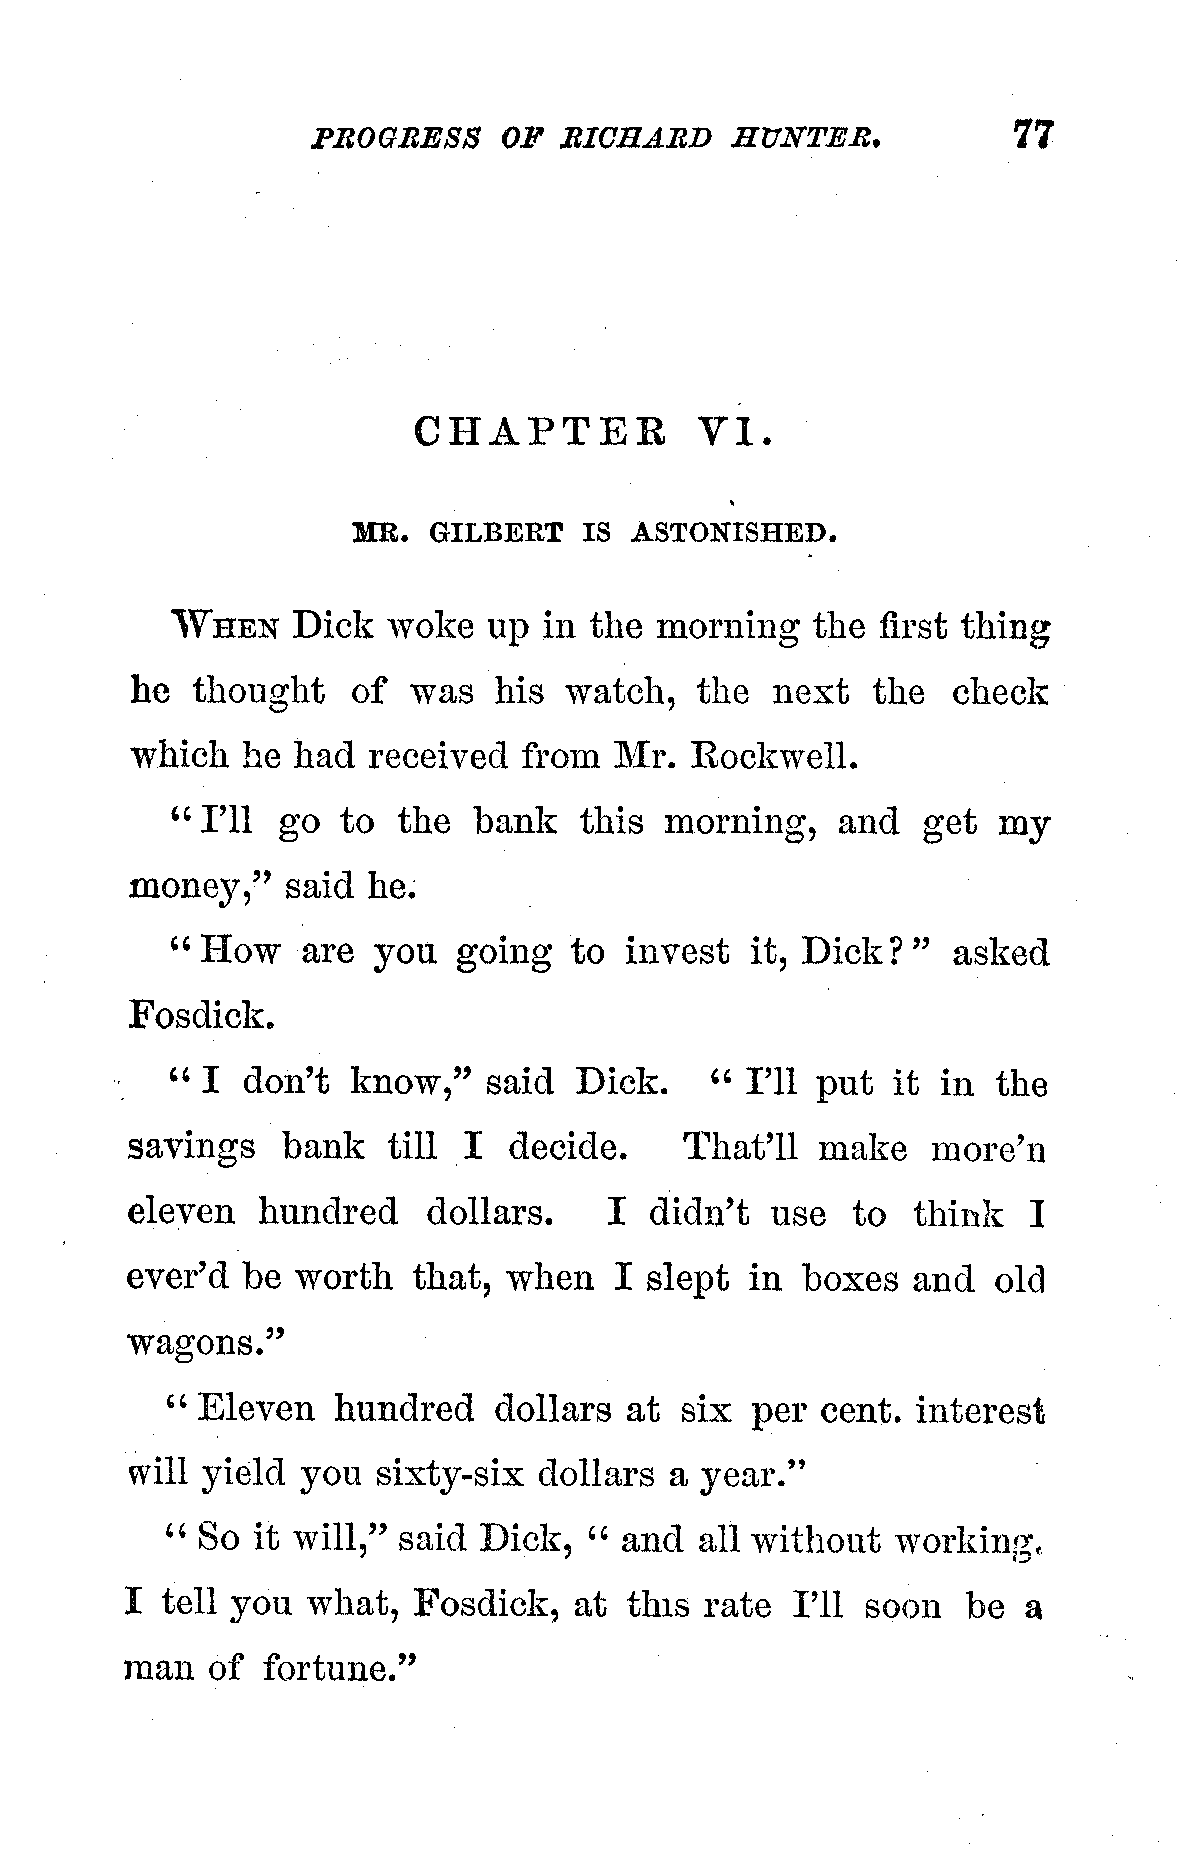 PROGRESS OF RICHARD HUNTER. 77
CHAPTER VI.
MR. GILBERT IS ASTONISHED.
WHEN Dick woke up in the morning the first thing
he thought of was his watch, the next the check
which he had received from Mr. Rockwell.
“I’ll go to the bank this morning, and get my
money,” said he.
“How are you going to invest it, Dick?” asked
Fosdick.
“I don’t know,” said Dick. “I’ll put it in the
savings bank till I decide. That’ll make more’n
eleven hundred dollars. I didn’t use to think I
ever’d be worth that, when I slept in boxes and old
wagons.”
“Eleven hundred dollars at six per cent. interest
will yield you sixty-six dollars a year.”
“So it will,” said Dick, “and all without working.
I tell you what, Fosdick, at this rate I’ll soon be a
man of fortune.”